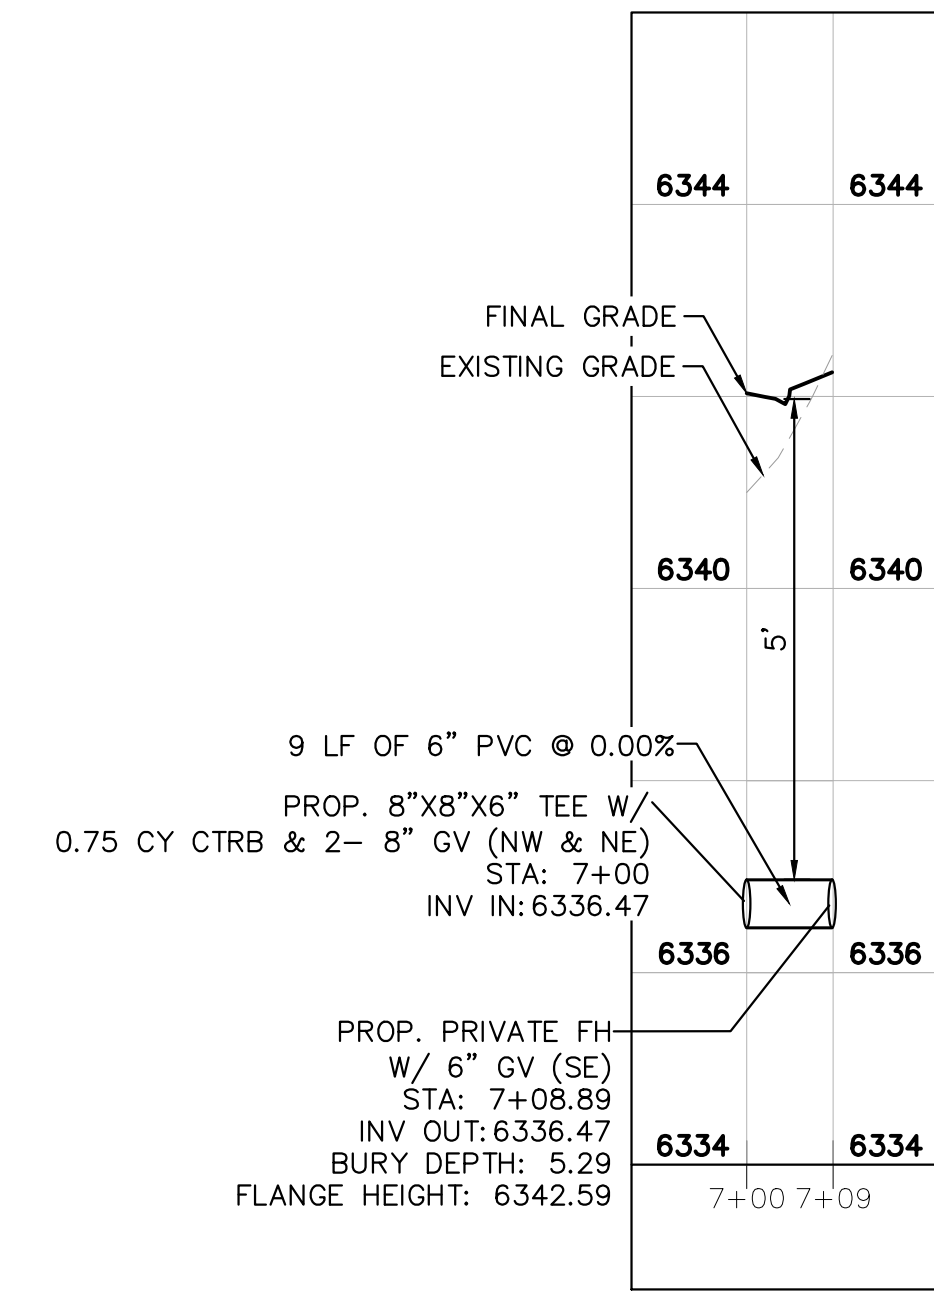 6344 6344
FINAL GRADE
EXISTING GRADE
6340 6340
5'
9 LF OF 6" PVC @ 0.00%
PROP. 8"X8"X6" TEE W/
0.75 CY CTRB & 2- 8" GV (NW & NE)
STA: 7+00
INV IN: 6336.47
6336 6336
PROP. PRIVATE FH
W/ 6" GV (SE)
STA: 7+08.89
INV OUT: 6336.47
BURY DEPTH: 5.29
FLANGE HEIGHT: 6342.59
6334 6334
7+00 7+09